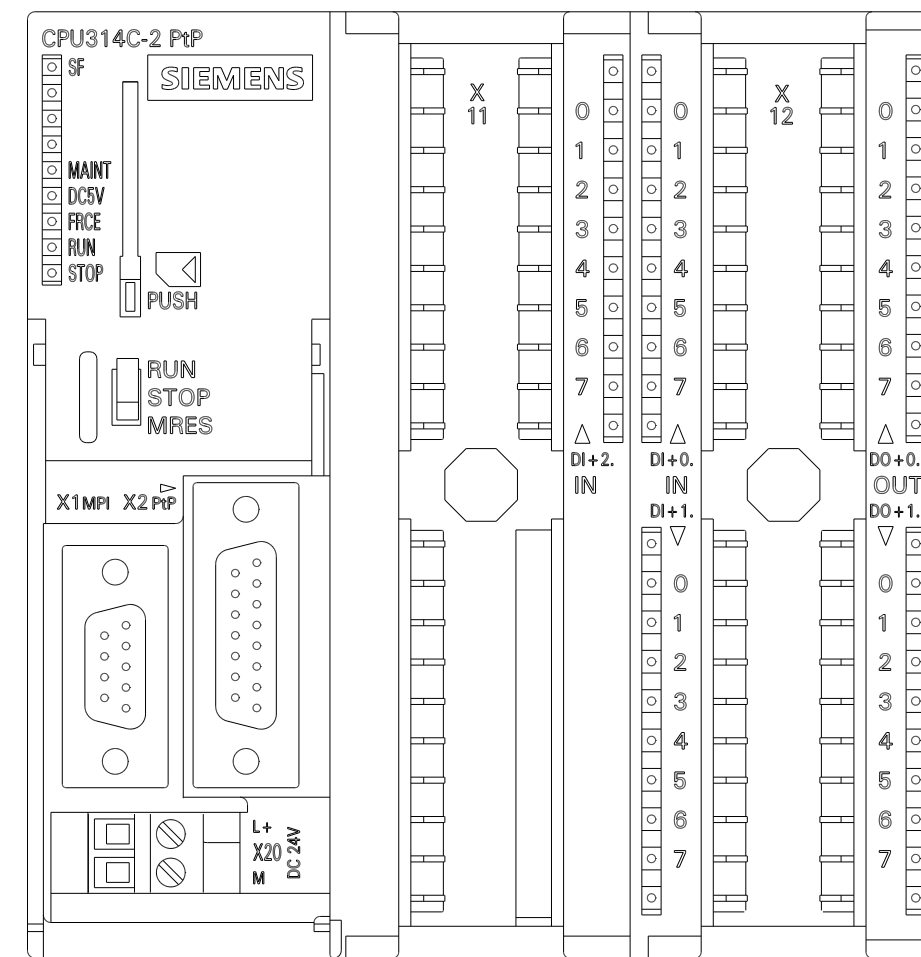 CPU314C-2 PtP
SF
SIEMENS
MAINT
DC5V
FRCE
RUN
STOP
PUSH
RUN
STOP
MRES
X1 MPI X2 PtP
L+
X20
M
DC 24V
X
11
0
1
2
3
4
5
6
7
DI+2.
IN
0
1
2
3
4
5
6
7
DI+0.
IN
DI+1.
0
1
2
3
4
5
6
7
X
12
0
1
2
3
4
5
6
7
DO+0.
OUT
DO+1.
0
1
2
3
4
5
6
7